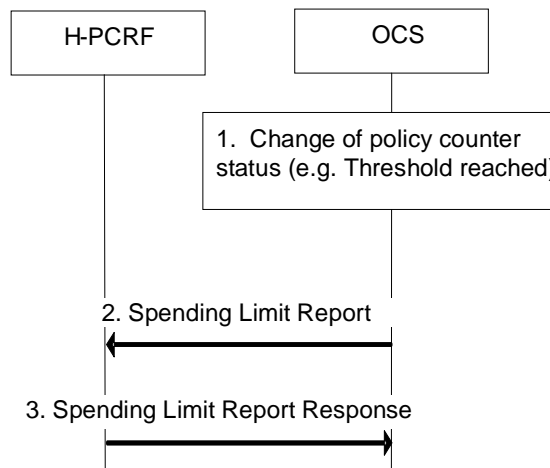 H-PCRF
OCS
1. Change of policy counter
status (e.g. Threshold reached)
2. Spending Limit Report
3. Spending Limit Report Response